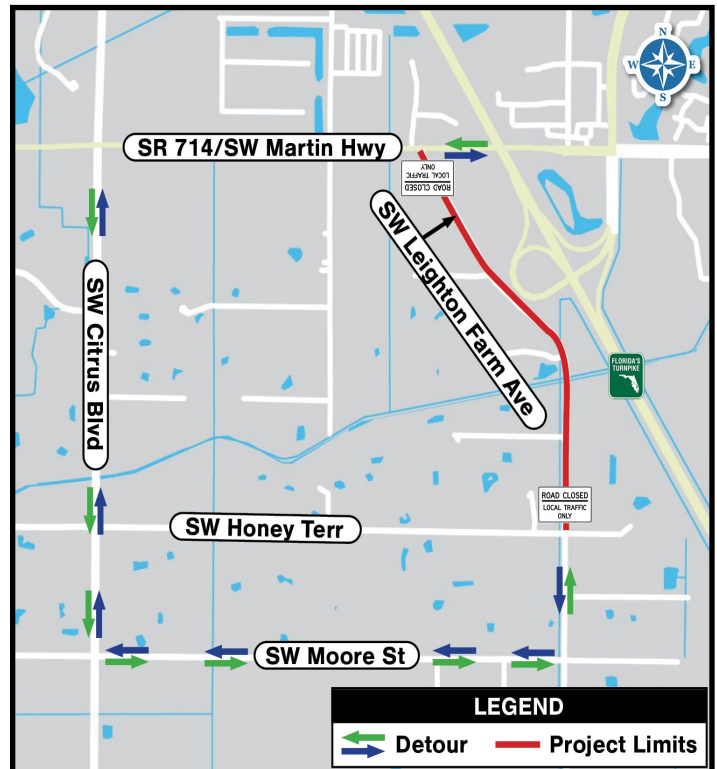 N
W E
S
SR 714/SW Martin Hwy
ROAD CLOSED
LOCAL TRAFFIC
ONLY
SW Leighton Farm Ave
SW Citrus Blvd
FLORIDA'S
TURNPIKE
ROAD CLOSED
LOCAL TRAFFIC
ONLY
SW Honey Terr
SW Moore St
LEGEND
Detour Project Limits